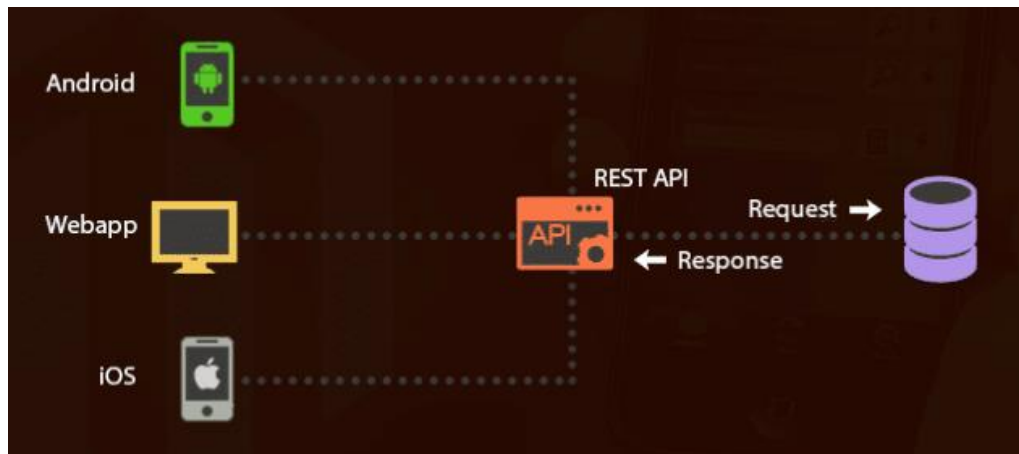 Android
REST API
Request
Webapp
API
Response
iOS